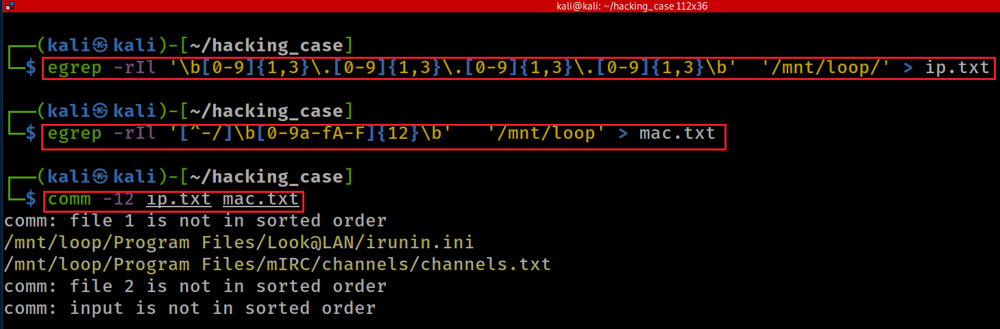 kali@kali: ~/hacking_case 112x36
┌──(kali㉿kali)-[~/hacking_case]
└─$ egrep -rIl '\b[0-9]{1,3}\.[0-9]{1,3}\.[0-9]{1,3}\.[0-9]{1,3}\b'  '/mnt/loop/' > ip.txt
┌──(kali㉿kali)-[~/hacking_case]
└─$ egrep -rIl '[^-/]\b[0-9a-fA-F]{12}\b'   '/mnt/loop' > mac.txt
┌──(kali㉿kali)-[~/hacking_case]
└─$ comm -12 ip.txt mac.txt
comm: file 1 is not in sorted order
/mnt/loop/Program Files/Look@LAN/irunin.ini
/mnt/loop/Program Files/mIRC/channels/channels.txt
comm: file 2 is not in sorted order
comm: input is not in sorted order